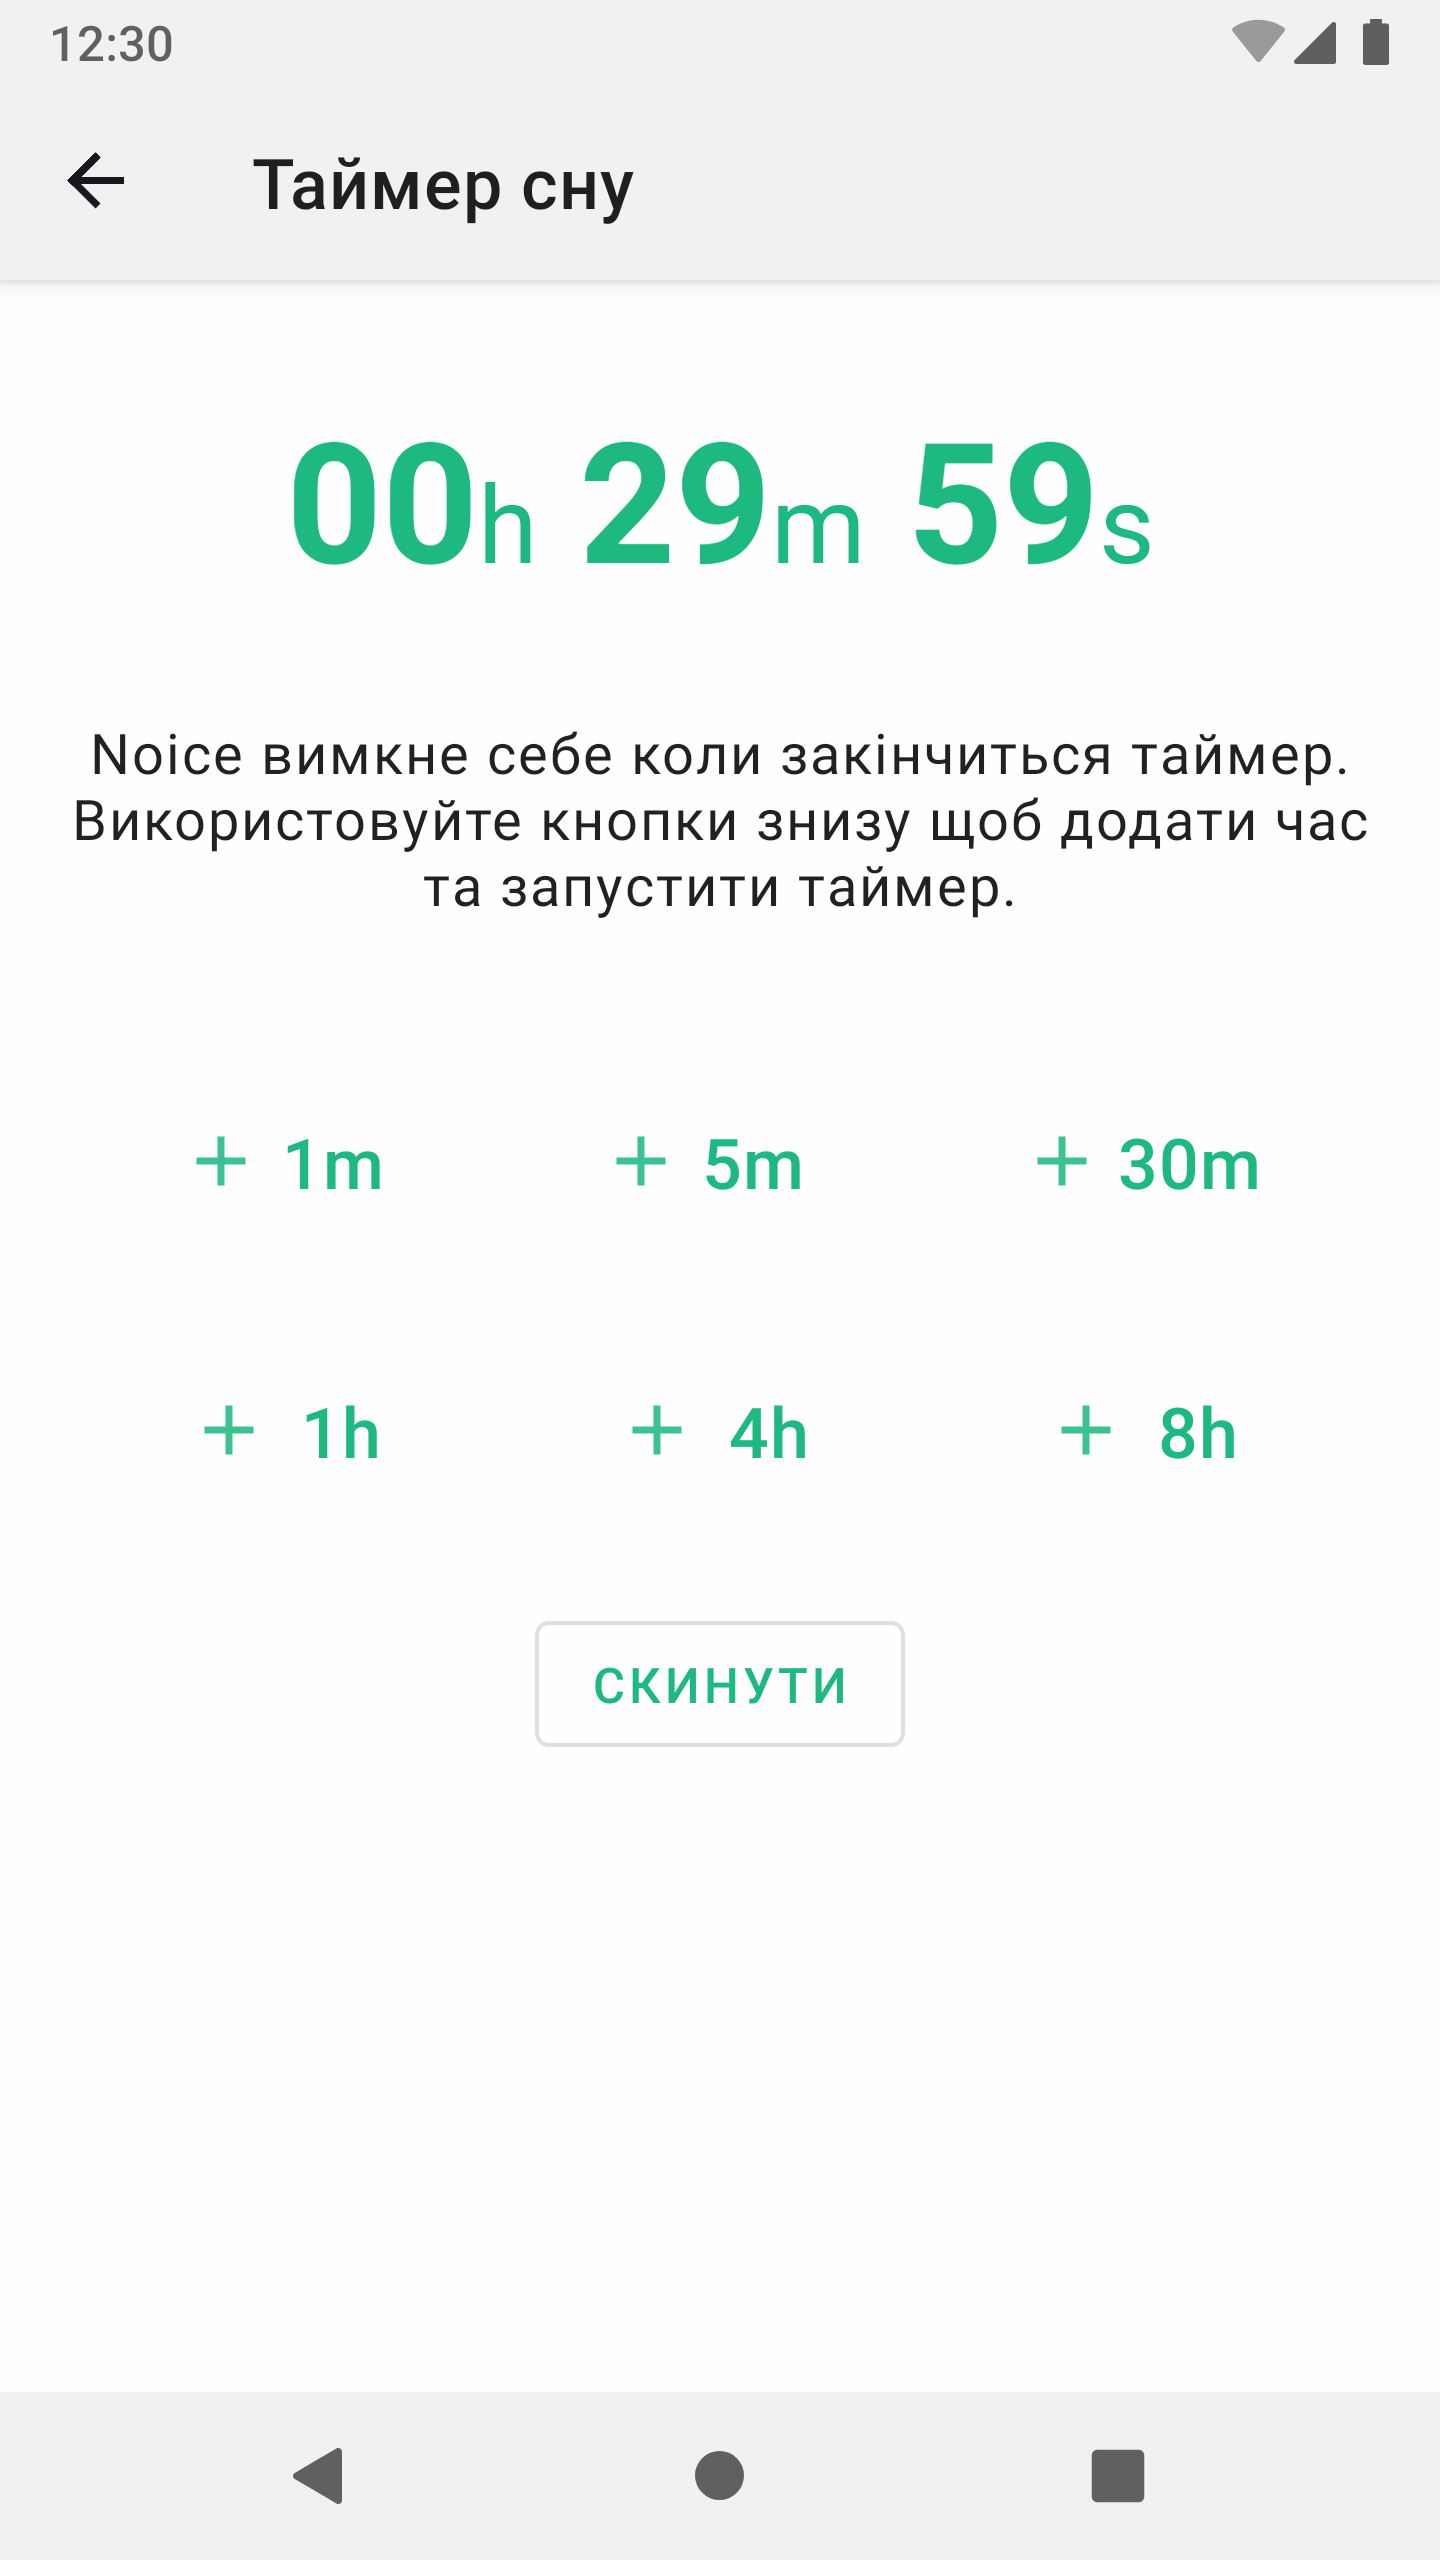 12:30
Таймер сну
00h 29m 59s
Noice вимкне себе коли закінчиться таймер.
Використовуйте кнопки знизу щоб додати час
та запустити таймер.
+ 1m + 5m + 30m
+ 1h + 4h + 8h
СКИНУТИ